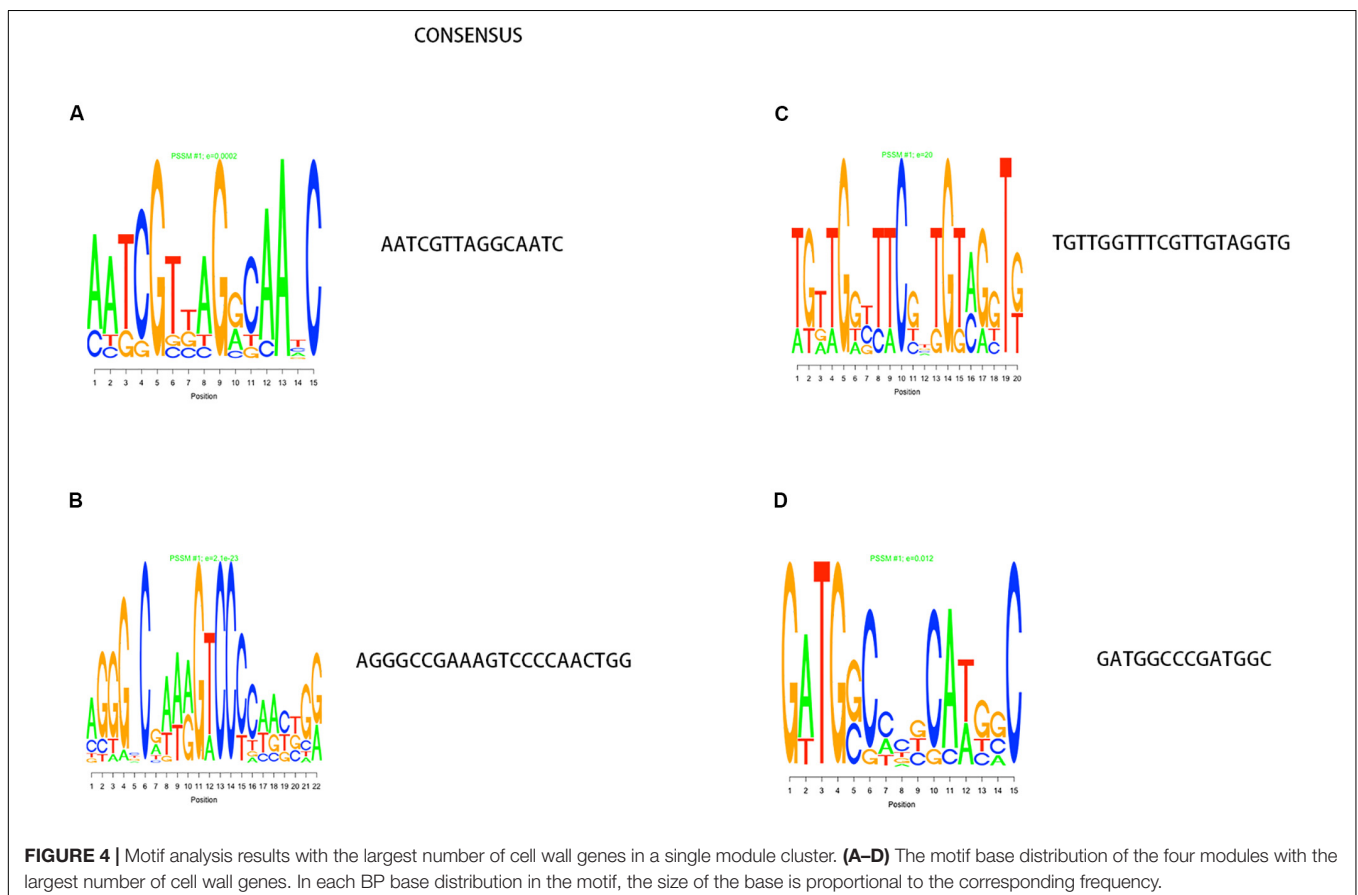 CONSENSUS
A
PSSM #1; e=0.0002
1 2 3 4 5 6 7 8 9 10 11 12 13 14 15
Position
AATCGTTAGGCAATC
C
PSSM #1; e=20
1 2 3 4 5 6 7 8 9 10 11 12 13 14 15 16 17 18 19 20
Position
TGTTGGTTTCGTTGTAGGTG
B
PSSM #1; e=2.1e-23
1 2 3 4 5 6 7 8 9 10 11 12 13 14 15 16 17 18 19 20 21 22
Position
AGGGCCGAAAGTCCCCAACTGG
D
PSSM #1; e=0.012
1 2 3 4 5 6 7 8 9 10 11 12 13 14 15
Position
GATGGCCCGATGGC
FIGURE 4 | Motif analysis results with the largest number of cell wall genes in a single module cluster. (A–D) The motif base distribution of the four modules with the
largest number of cell wall genes. In each BP base distribution in the motif, the size of the base is proportional to the corresponding frequency.